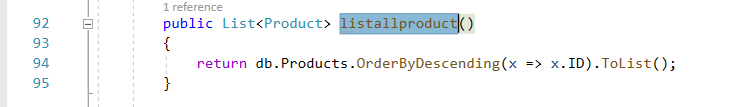 1 reference
92 public List<Product> listallproduct()
93 {
94 return db.Products.OrderByDescending(x => x.ID).ToList();
95 }